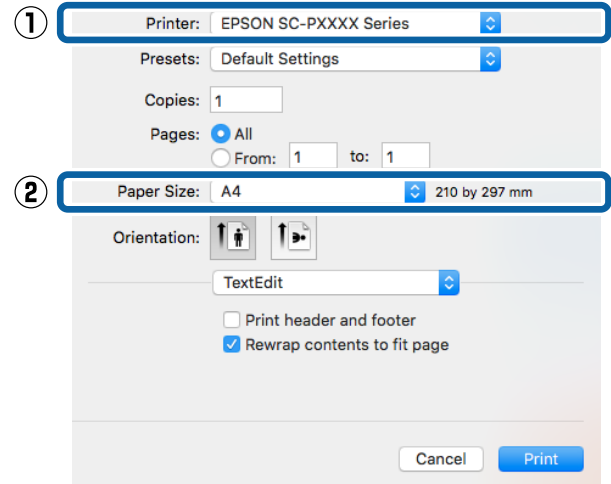 ① Printer: EPSON SC-PXXXX Series
Presets: Default Settings
Copies: 1
Pages: All
From: 1 to: 1
② Paper Size: A4 210 by 297 mm
Orientation:
TextEdit
Print header and footer
Rewrap contents to fit page
Cancel Print